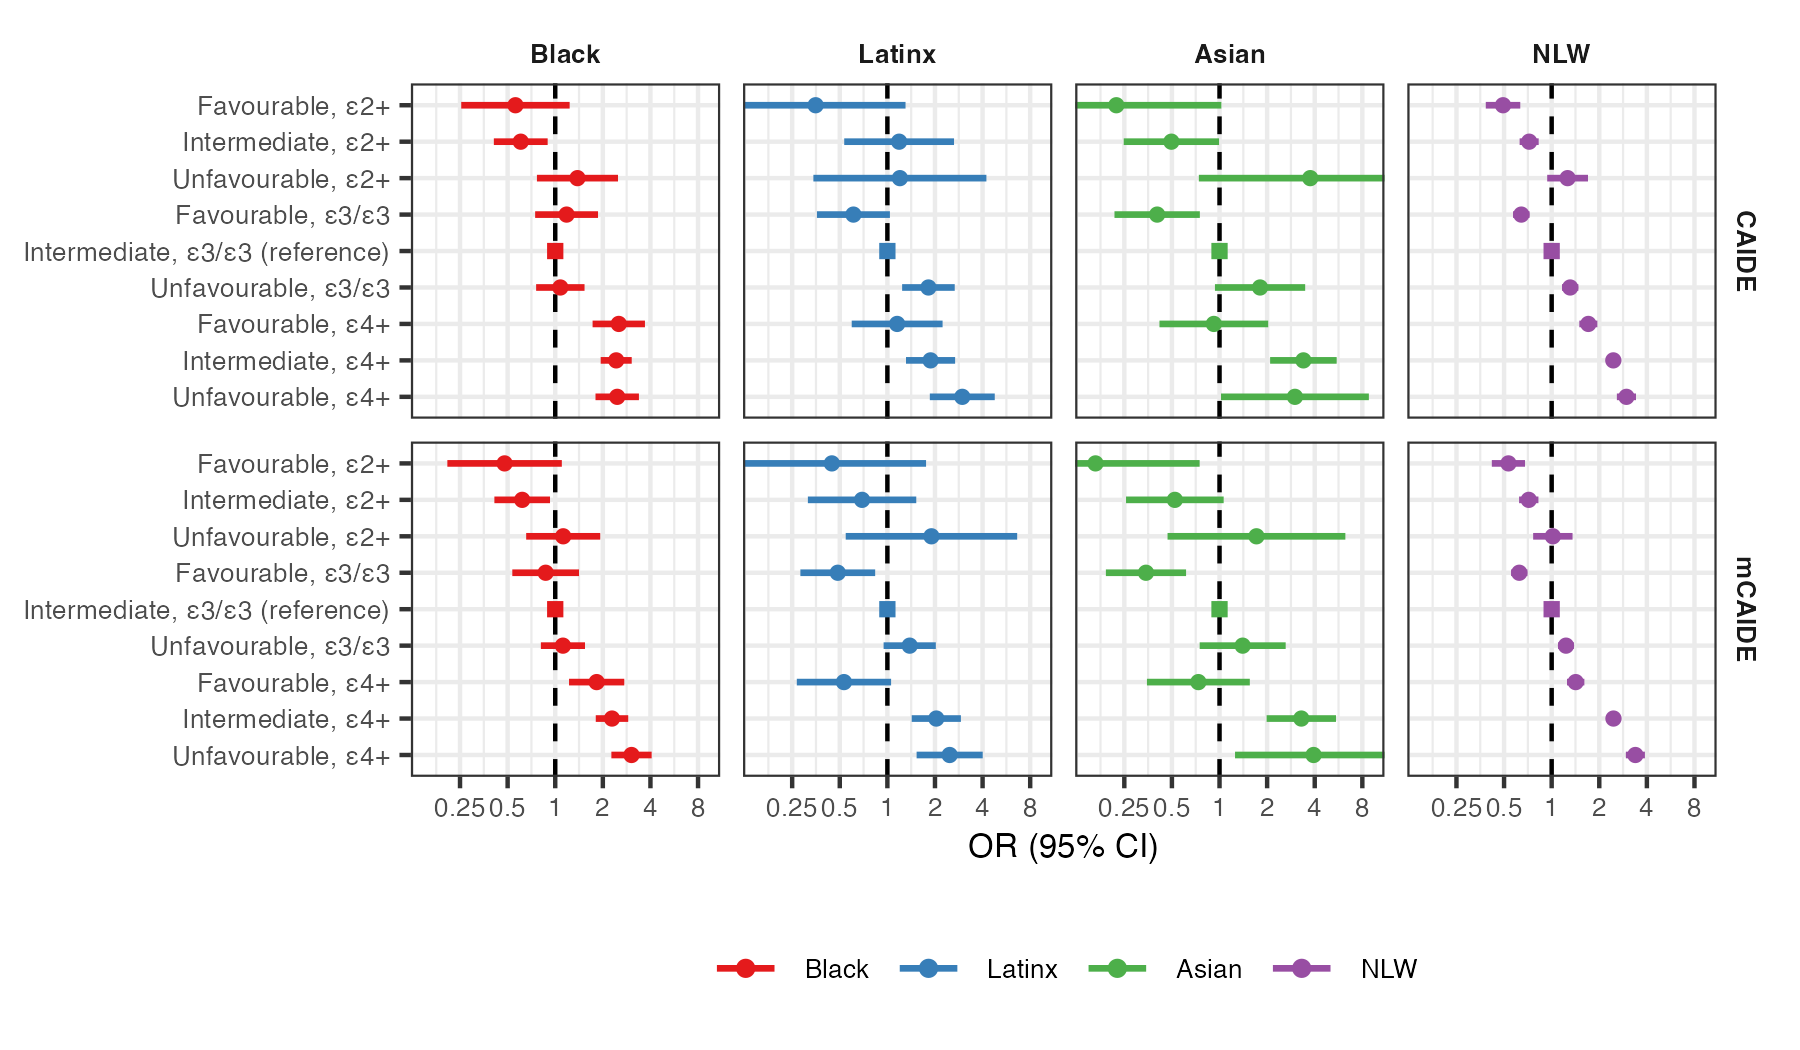 Black Latinx Asian NLW
Favourable, ε2+
Intermediate, ε2+
Unfavourable, ε2+
Favourable, ε3/ε3
Intermediate, ε3/ε3 (reference)
Unfavourable, ε3/ε3
Favourable, ε4+
Intermediate, ε4+
Unfavourable, ε4+
CAIDE
Favourable, ε2+
Intermediate, ε2+
Unfavourable, ε2+
Favourable, ε3/ε3
Intermediate, ε3/ε3 (reference)
Unfavourable, ε3/ε3
Favourable, ε4+
Intermediate, ε4+
Unfavourable, ε4+
mCAIDE
0.25 0.5 1 2 4 8 0.25 0.5 1 2 4 8 0.25 0.5 1 2 4 8 0.25 0.5 1 2 4 8
OR (95% CI)
Black Latinx Asian NLW